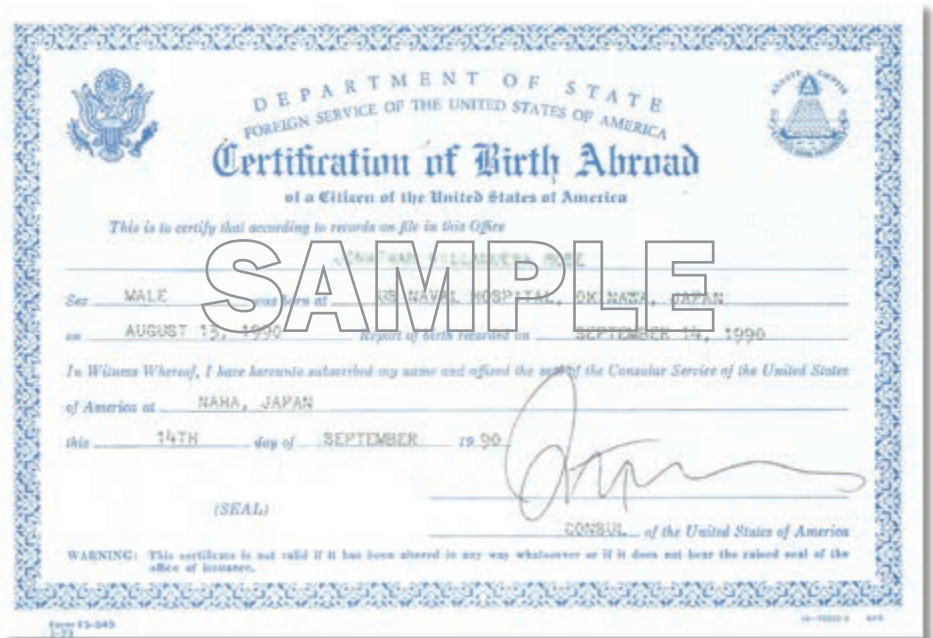 DEPARTMENT OF STATE
FOREIGN SERVICE OF THE UNITED STATES OF AMERICA
Certification of Birth Abroad
of a Citizen of the United States of America
This is to certify that according to records on file in this Office
JONATHAN
SAMPLE
Sex MALE was born at US NAVAL HOSPITAL, OKINAWA, JAPAN
on AUGUST 13, 1990 Report of birth recorded on SEPTEMBER 14, 1990
In Witness Whereof, I have hereunto subscribed my name and affixed the seal of the Consular Service of the United States
of America at NAHA, JAPAN
this 14TH day of SEPTEMBER 19 90
(SEAL)
CONSUL of the United States of America
WARNING: This certificate is not valid if it has been altered in any way whatsoever or if it does not bear the raised seal of the
office of issuance.
Form FS-545